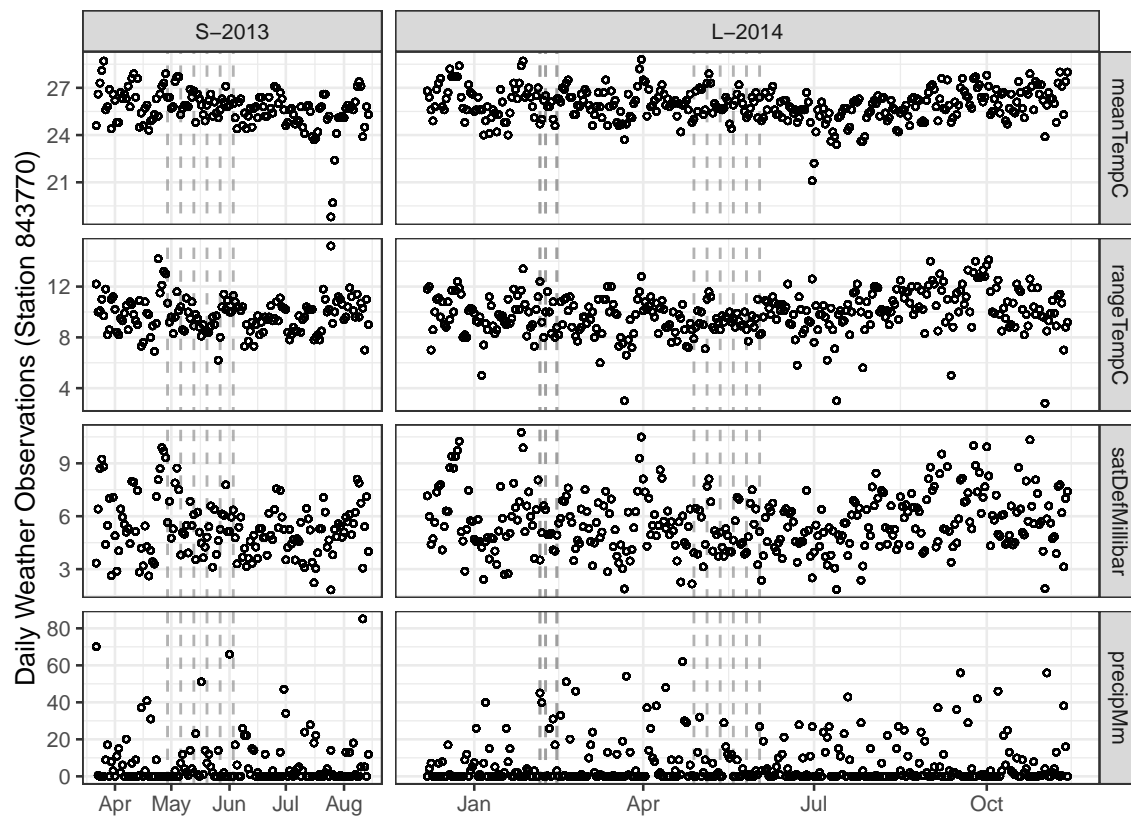 S−2013
L−2014
Daily Weather Observations (Station 843770)
27
24
21
meanTempC
12
8
4
rangeTempC
9
6
3
satDefMillibar
80
60
40
20
0
precipMm
Apr May Jun Jul Aug
Jan Apr Jul Oct